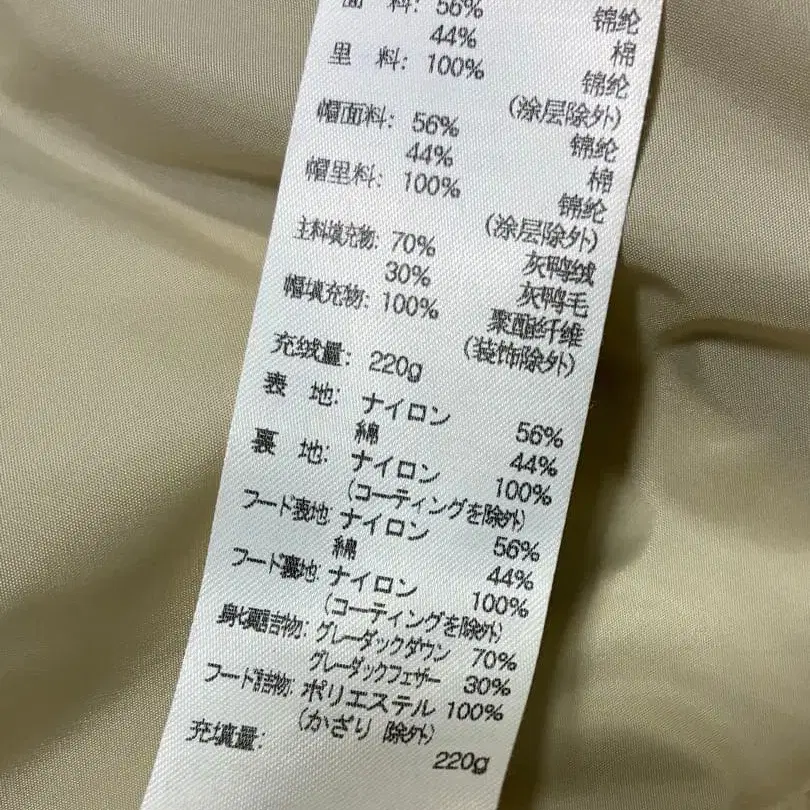 面 料: 56% 锦纶
44% 棉
里 料: 100% 锦纶
(涂层除外)
帽面料: 56% 锦纶
44% 棉
帽里料: 100% 锦纶
(涂层除外)
主料填充物: 70% 灰鸭绒
30% 灰鸭毛
帽填充物: 100% 聚酯纤维
(装饰除外)
充绒量: 220g
表 地: ナイロン 56%
綿 44%
裏 地: ナイロン 100%
(コーティングを除外)
フード表地: ナイロン 56%
綿 44%
フード裏地: ナイロン 100%
(コーティングを除外)
身頃詰物: グレーダックダウン 70%
グレーダックフェザー 30%
フード詰物: ポリエステル 100%
(かざり 除外)
充填量: 220g